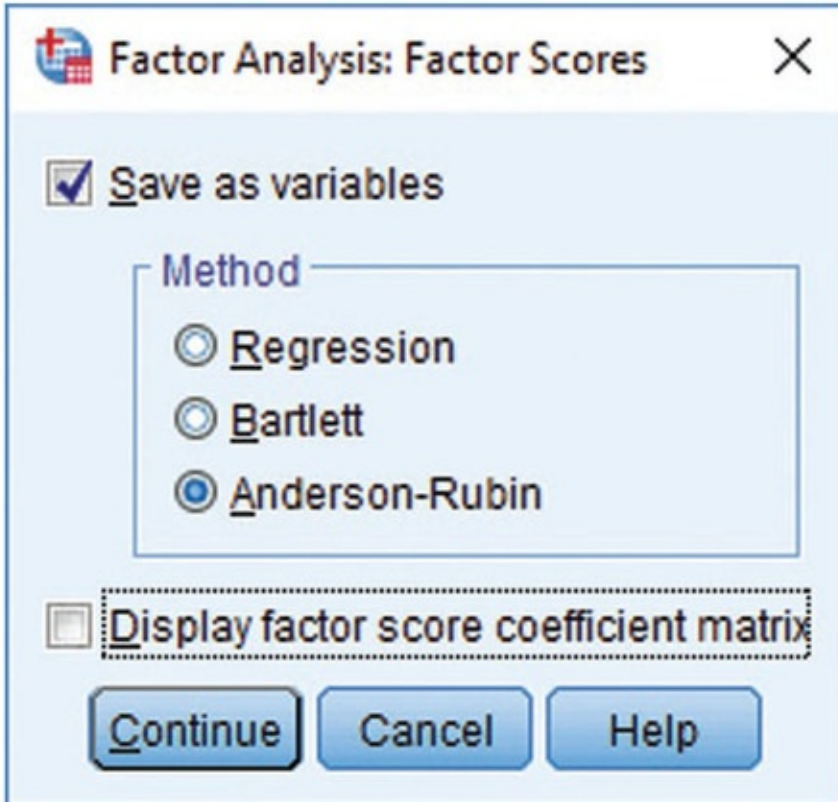 Factor Analysis: Factor Scores
Save as variables
Method
Regression
Bartlett
Anderson-Rubin
Display factor score coefficient matrix
Continue Cancel Help